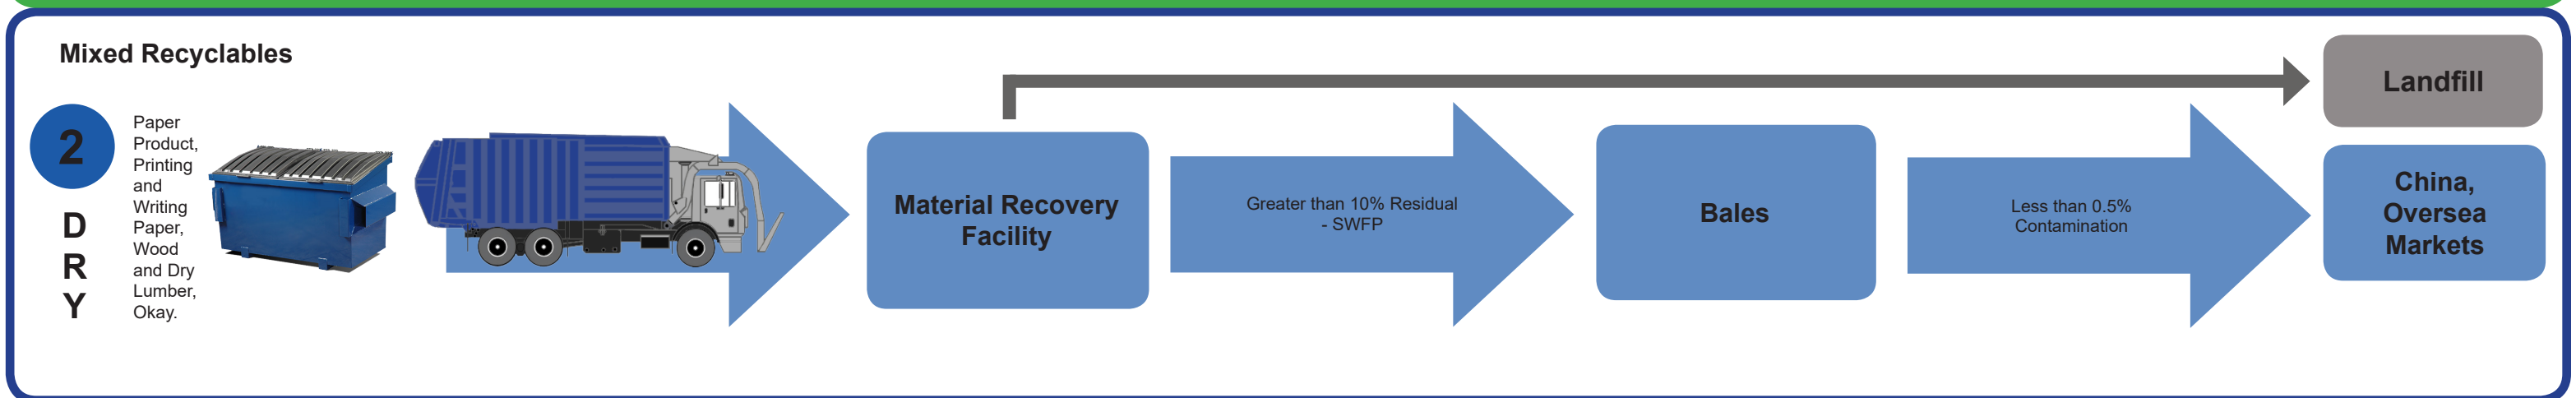 Mixed Recyclables
2
D
R
Y
Paper
Product,
Printing
and
Writing
Paper,
Wood
and Dry
Lumber,
Okay.
Material Recovery
Facility
Greater than 10% Residual
- SWFP
Bales
Less than 0.5%
Contamination
Landfill
China,
Oversea
Markets